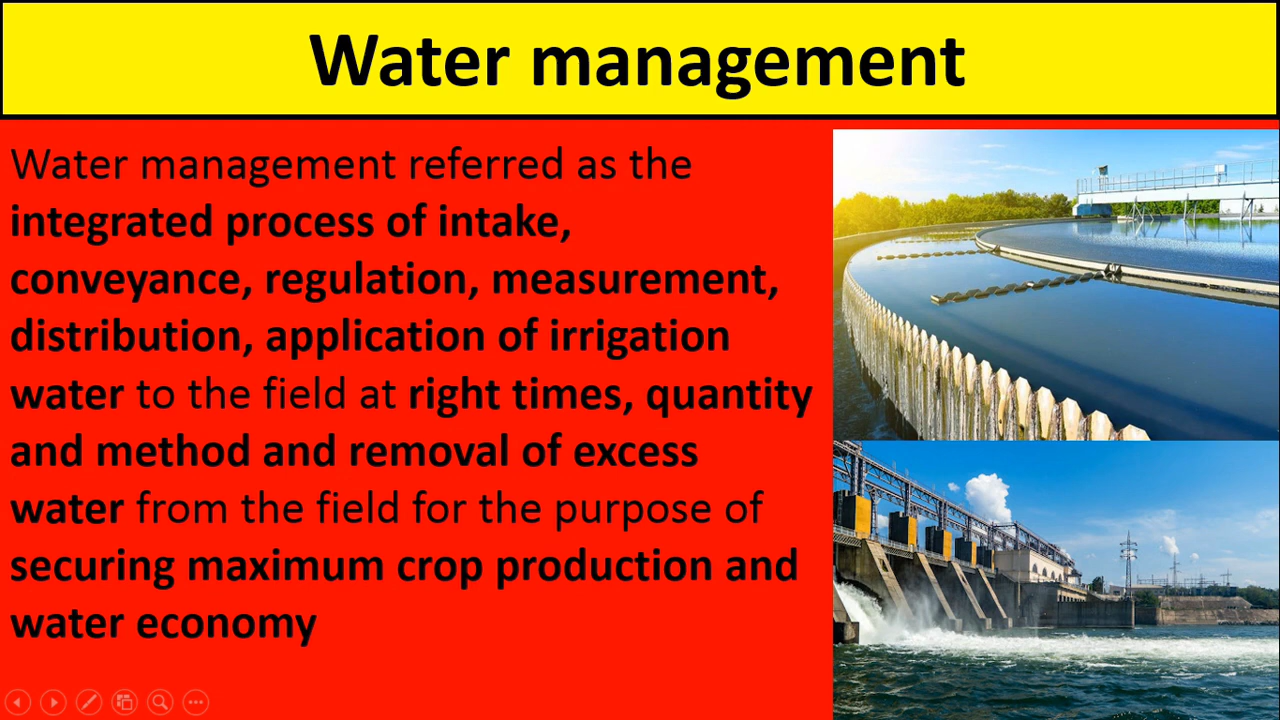 Water management
Water management referred as the
integrated process of intake,
conveyance, regulation, measurement,
distribution, application of irrigation
water to the field at right times, quantity
and method and removal of excess
water from the field for the purpose of
securing maximum crop production and
water economy